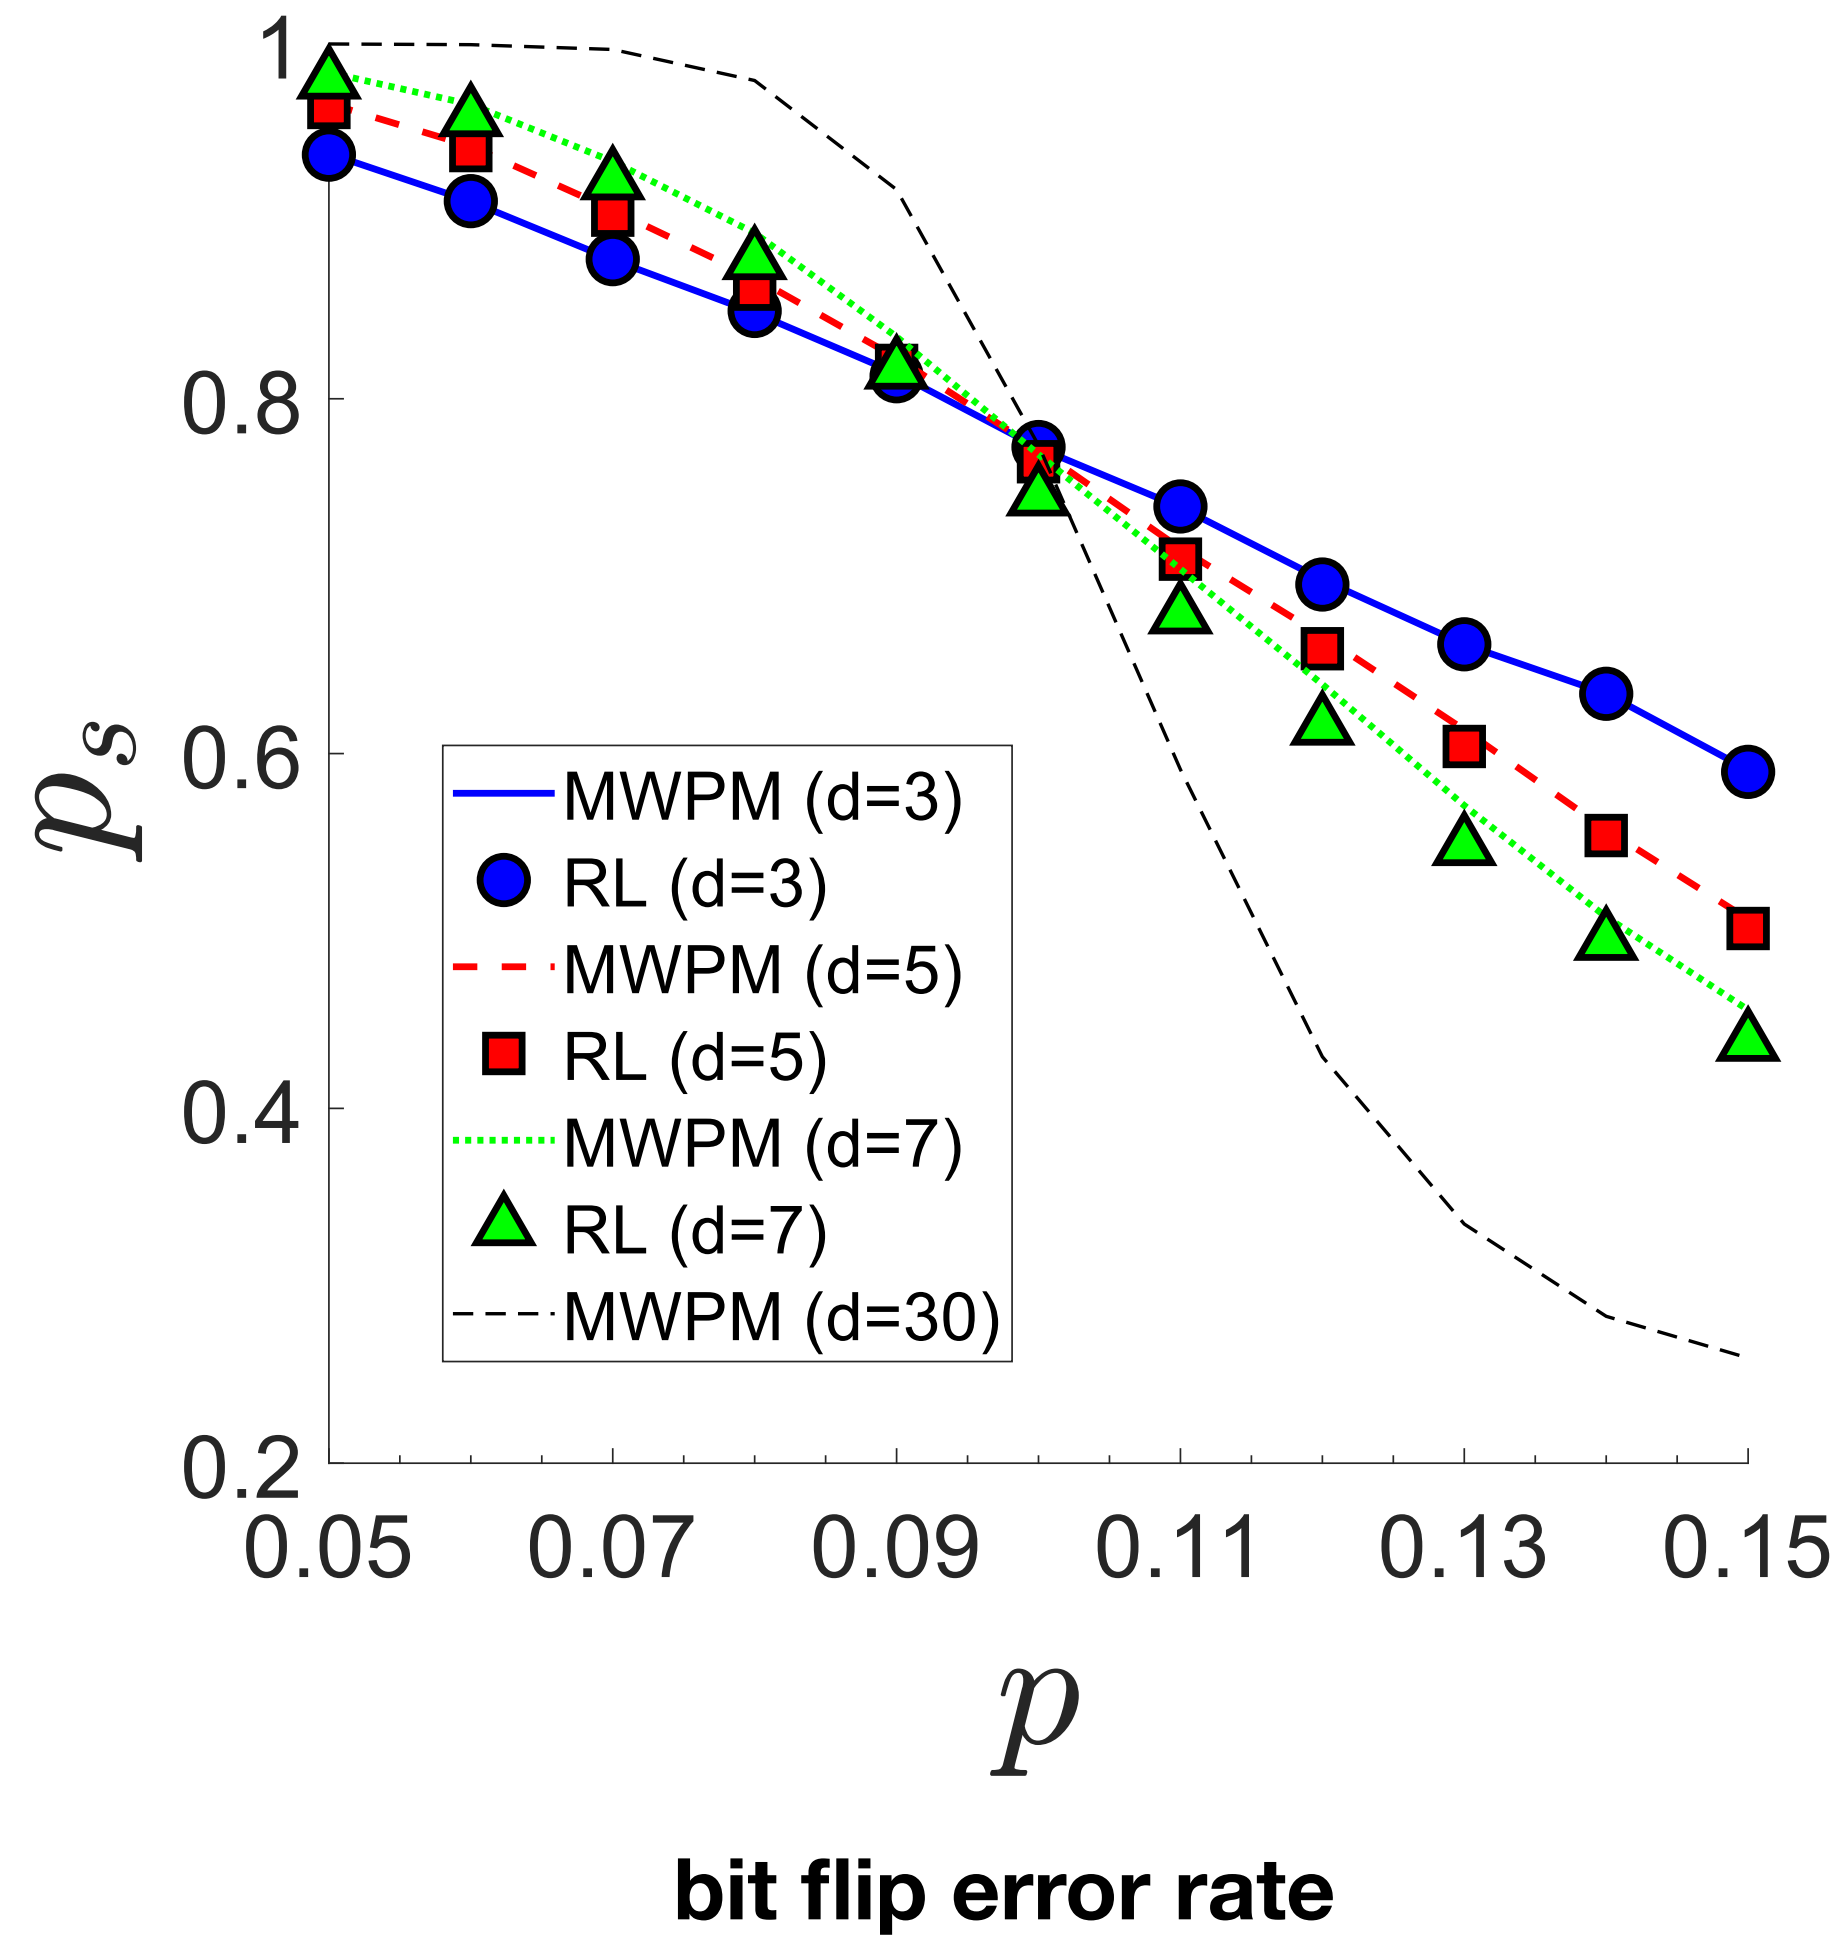 1
0.8
0.6
0.4
0.2
p_s
MWPM (d=3)
RL (d=3)
MWPM (d=5)
RL (d=5)
MWPM (d=7)
RL (d=7)
MWPM (d=30)
0.05 0.07 0.09 0.11 0.13 0.15
p
bit flip error rate